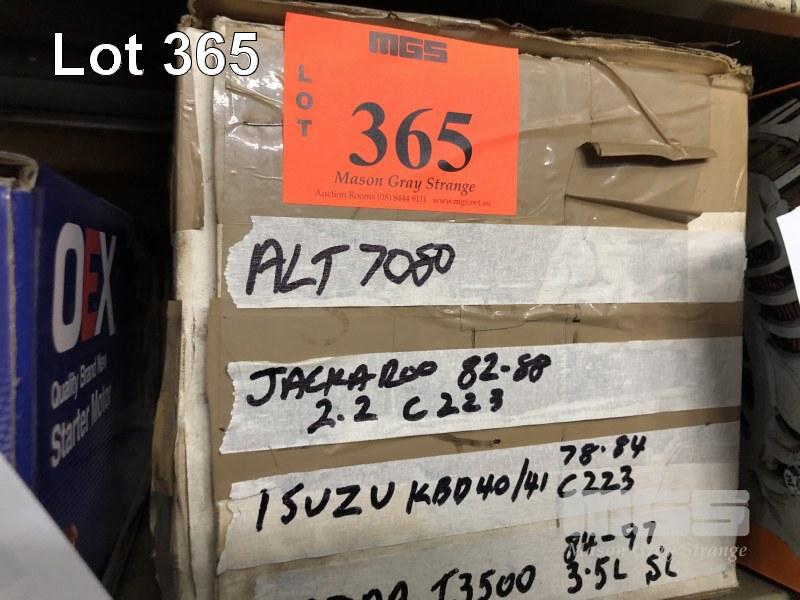 Lot 365
MGS
LOT
365
Mason Gray Strange
Auction Rooms (08) 8444 9111 www.mgs.net.au
ALT 7080
JACKAROO 82-88
2.2 C223
78-84
ISUZU KBD40/41 C223
84-97
T3500 3.5L SL
OEX
Quality Brand New
Starter Motor
MGS
Mason Gray Strange